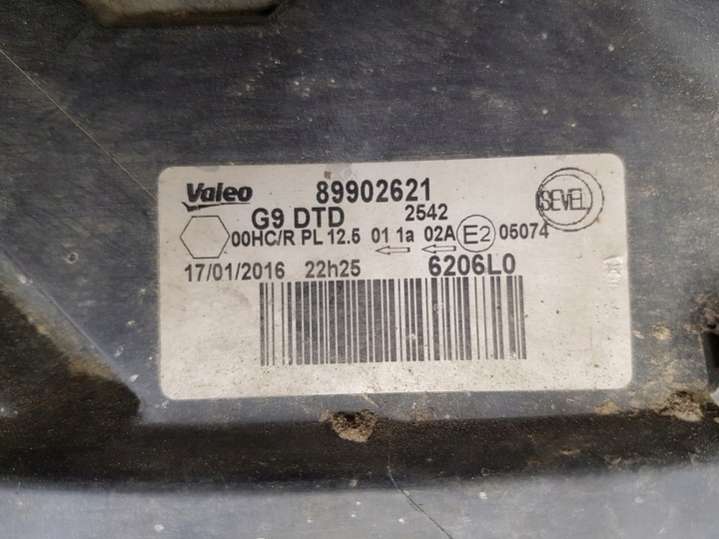 Valeo 89902621
G9 DTD 2542 SEVEL
00HC/R PL 12.5 01 1a 02A E2 05074
17/01/2016 22h25 6206L0